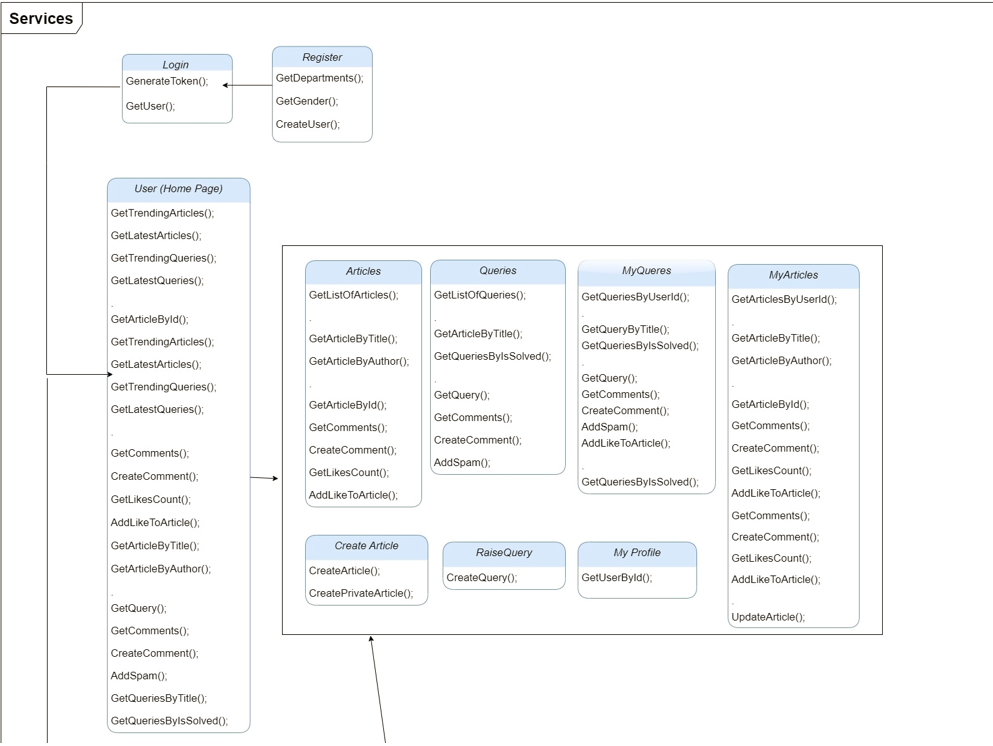 Services
Login
GenerateToken();
GetUser();
Register
GetDepartments();
GetGender();
CreateUser();
User (Home Page)
GetTrendingArticles();
GetLatestArticles();
GetTrendingQueries();
GetLatestQueries();
.
GetArticleById();
GetTrendingArticles();
GetLatestArticles();
GetTrendingQueries();
GetLatestQueries();
.
GetComments();
CreateComment();
GetLikesCount();
AddLikeToArticle();
GetArticleByTitle();
GetArticleByAuthor();
.
GetQuery();
GetComments();
CreateComment();
AddSpam();
GetQueriesByTitle();
GetQueriesByIsSolved();
Articles
GetListOfArticles();
.
GetArticleByTitle();
GetArticleByAuthor();
.
GetArticleById();
GetComments();
CreateComment();
GetLikesCount();
AddLikeToArticle();
Queries
GetListOfQueries();
.
GetArticleByTitle();
GetQueriesByIsSolved();
.
GetQuery();
GetComments();
CreateComment();
AddSpam();
MyQueres
GetQueriesByUserId();
.
GetQueryByTitle();
GetQueriesByIsSolved();
.
GetQuery();
GetComments();
CreateComment();
AddSpam();
AddLikeToArticle();
.
GetQueriesByIsSolved();
MyArticles
GetArticlesByUserId();
.
GetArticleByTitle();
GetArticleByAuthor();
.
GetArticleById();
GetComments();
CreateComment();
GetLikesCount();
AddLikeToArticle();
GetComments();
CreateComment();
GetLikesCount();
AddLikeToArticle();
.
UpdateArticle();
Create Article
CreateArticle();
CreatePrivateArticle();
RaiseQuery
CreateQuery();
My Profile
GetUserById();